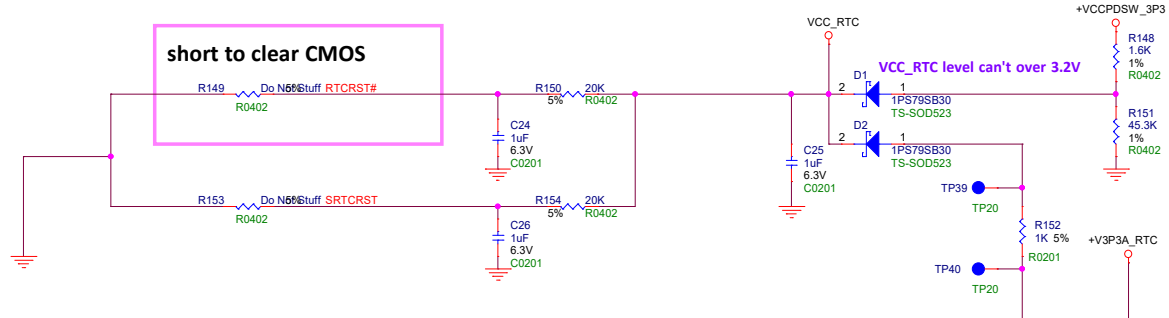 +VCCPDSW_3P3
VCC_RTC
short to clear CMOS
R148
1.6K
1%
R0402
D1
VCC_RTC level can't over 3.2V
R149
Do Not Stuff
5%
RTCRST#
R0402
R150
20K
5%
R0402
2
1
1PS79SB30
TS-SOD523
R151
45.3K
1%
R0402
C24
1uF
6.3V
C0201
D2
2
1
1PS79SB30
TS-SOD523
C25
1uF
6.3V
C0201
TP39
TP20
R153
Do Not Stuff
5%
SRTCRST
R0402
R154
20K
5%
R0402
C26
1uF
6.3V
C0201
R152
1K 5%
R0201
+V3P3A_RTC
TP40
TP20